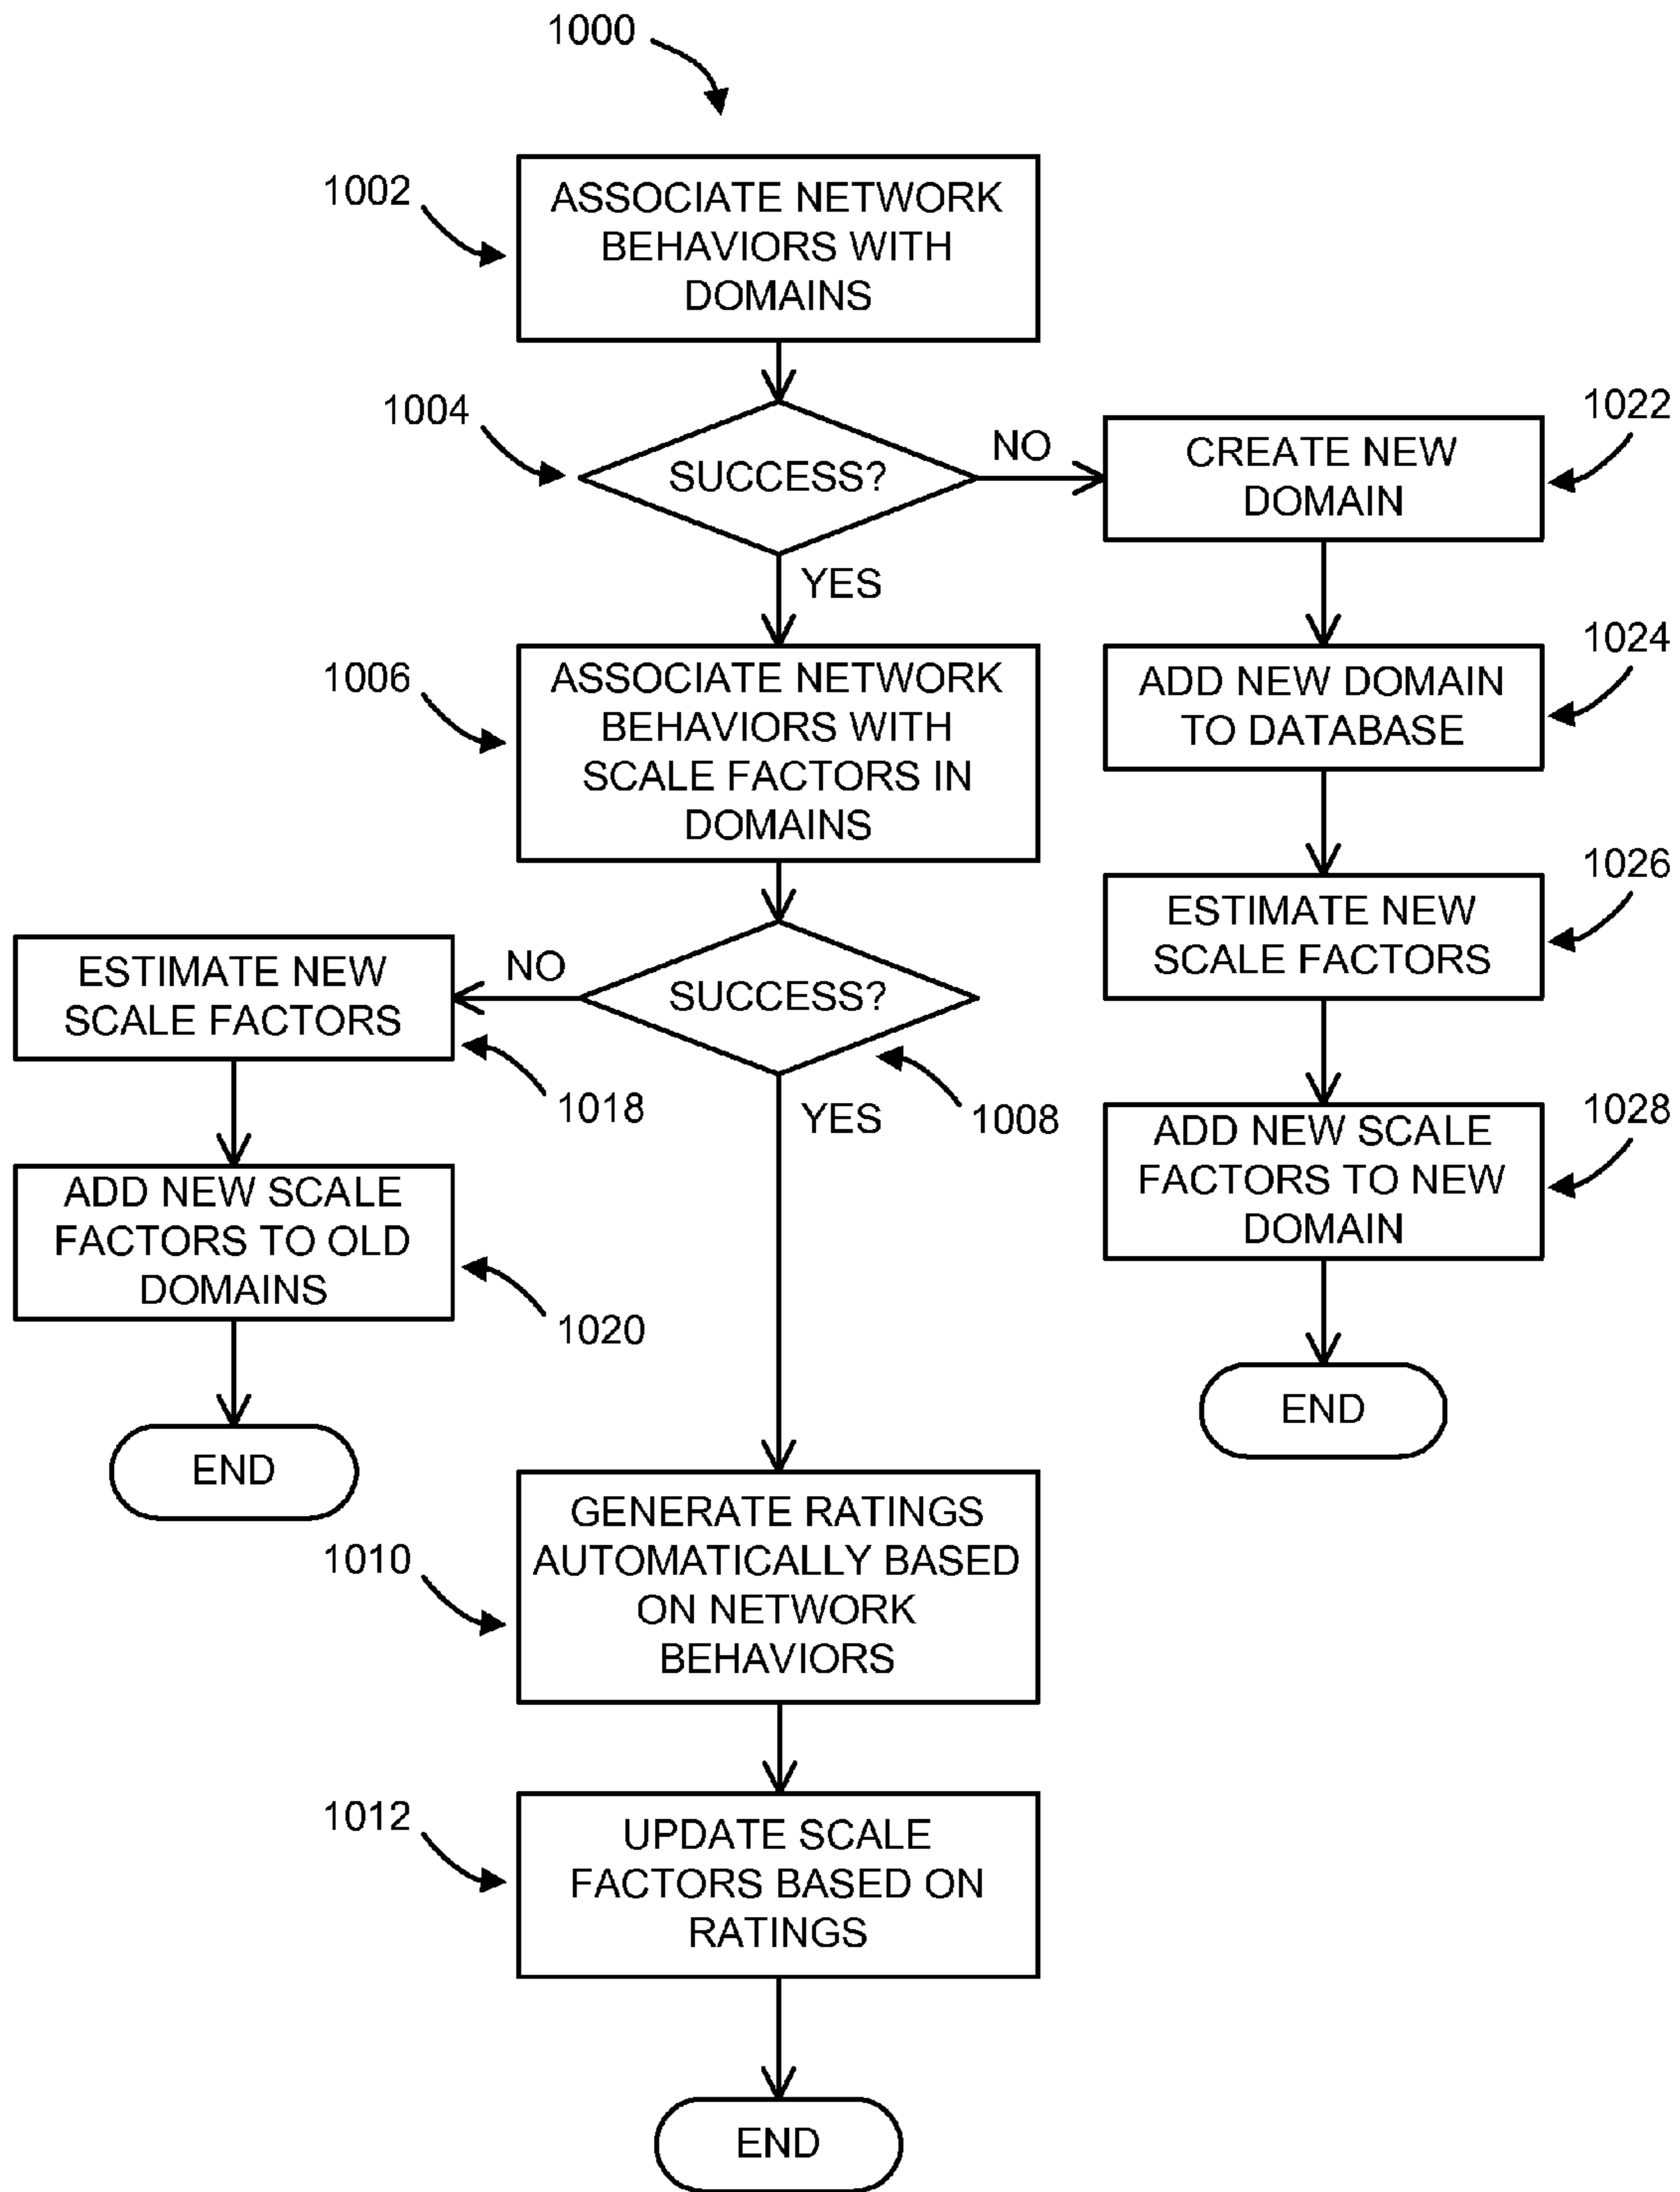 1000
1002
ASSOCIATE NETWORK
BEHAVIORS WITH
DOMAINS
1004
SUCCESS?
NO
YES
1022
CREATE NEW
DOMAIN
1024
ADD NEW DOMAIN
TO DATABASE
1026
ESTIMATE NEW
SCALE FACTORS
1028
ADD NEW SCALE
FACTORS TO NEW
DOMAIN
END
1006
ASSOCIATE NETWORK
BEHAVIORS WITH
SCALE FACTORS IN
DOMAINS
SUCCESS?
1008
NO
YES
ESTIMATE NEW
SCALE FACTORS
1018
ADD NEW SCALE
FACTORS TO OLD
DOMAINS
1020
END
1010
GENERATE RATINGS
AUTOMATICALLY BASED
ON NETWORK
BEHAVIORS
1012
UPDATE SCALE
FACTORS BASED ON
RATINGS
END